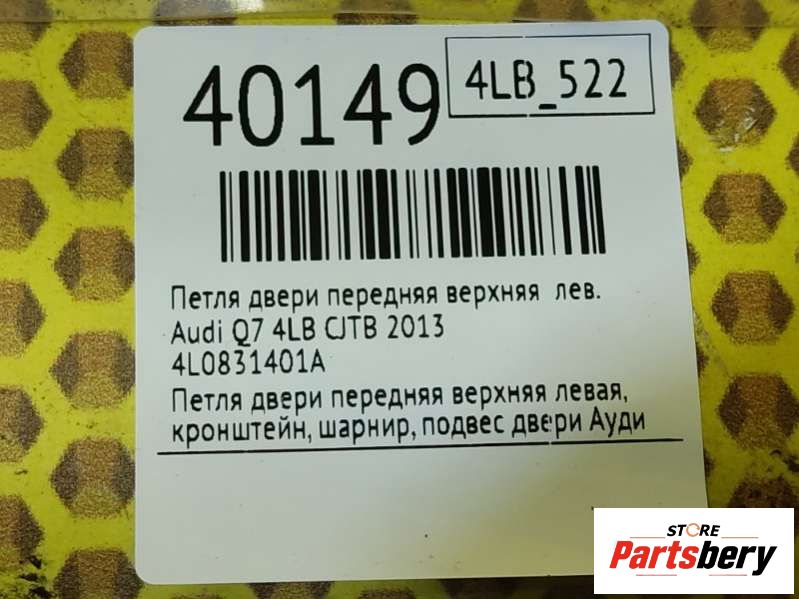 40149
4LB_522
Петля двери передняя верхняя лев.
Audi Q7 4LB CJTB 2013
4L0831401A
Петля двери передняя верхняя левая,
кронштейн, шарнир, подвес двери Ауди
STORE
Partsbery